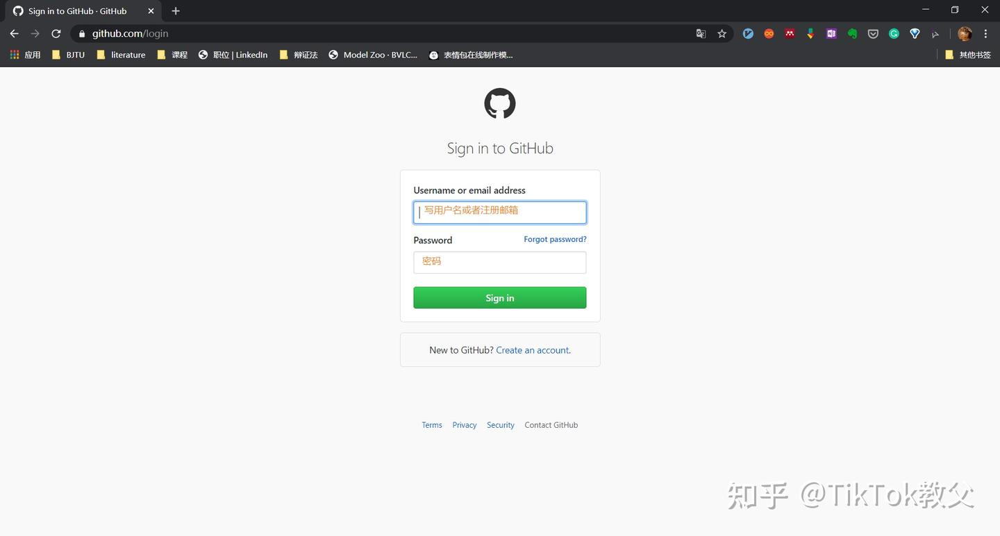 Sign in to GitHub · GitHub
github.com/login
应用 BJTU literature 课程 职位 | LinkedIn 辩证法 Model Zoo · BVLC... 表情包在线制作模... 其他书签
Sign in to GitHub
Username or email address
写用户名或者注册邮箱
Password Forgot password?
密码
Sign in
New to GitHub? Create an account.
Terms Privacy Security Contact GitHub
知乎 @TikTok教父